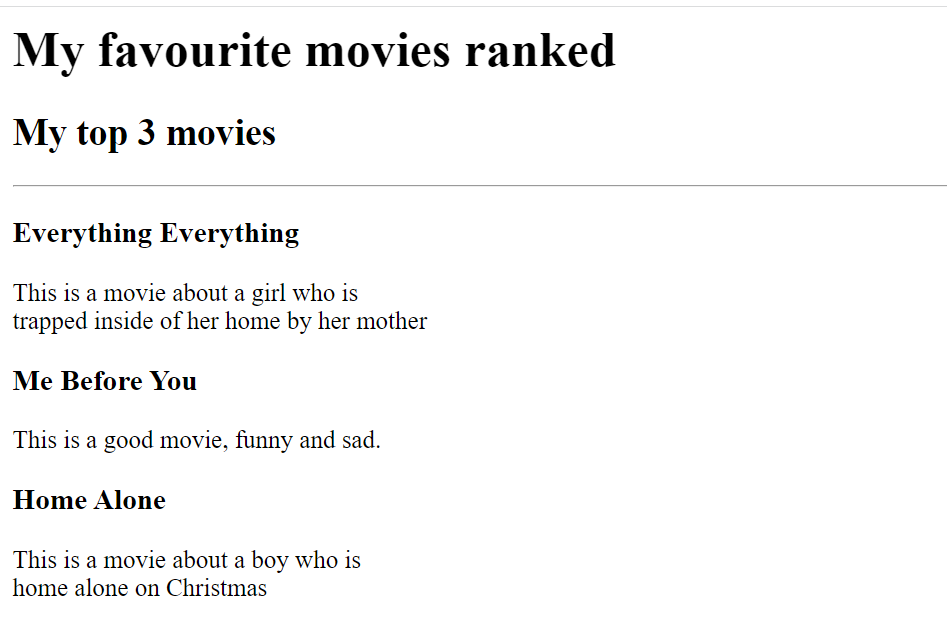 My favourite movies ranked
My top 3 movies
Everything Everything
This is a movie about a girl who is
trapped inside of her home by her mother
Me Before You
This is a good movie, funny and sad.
Home Alone
This is a movie about a boy who is
home alone on Christmas